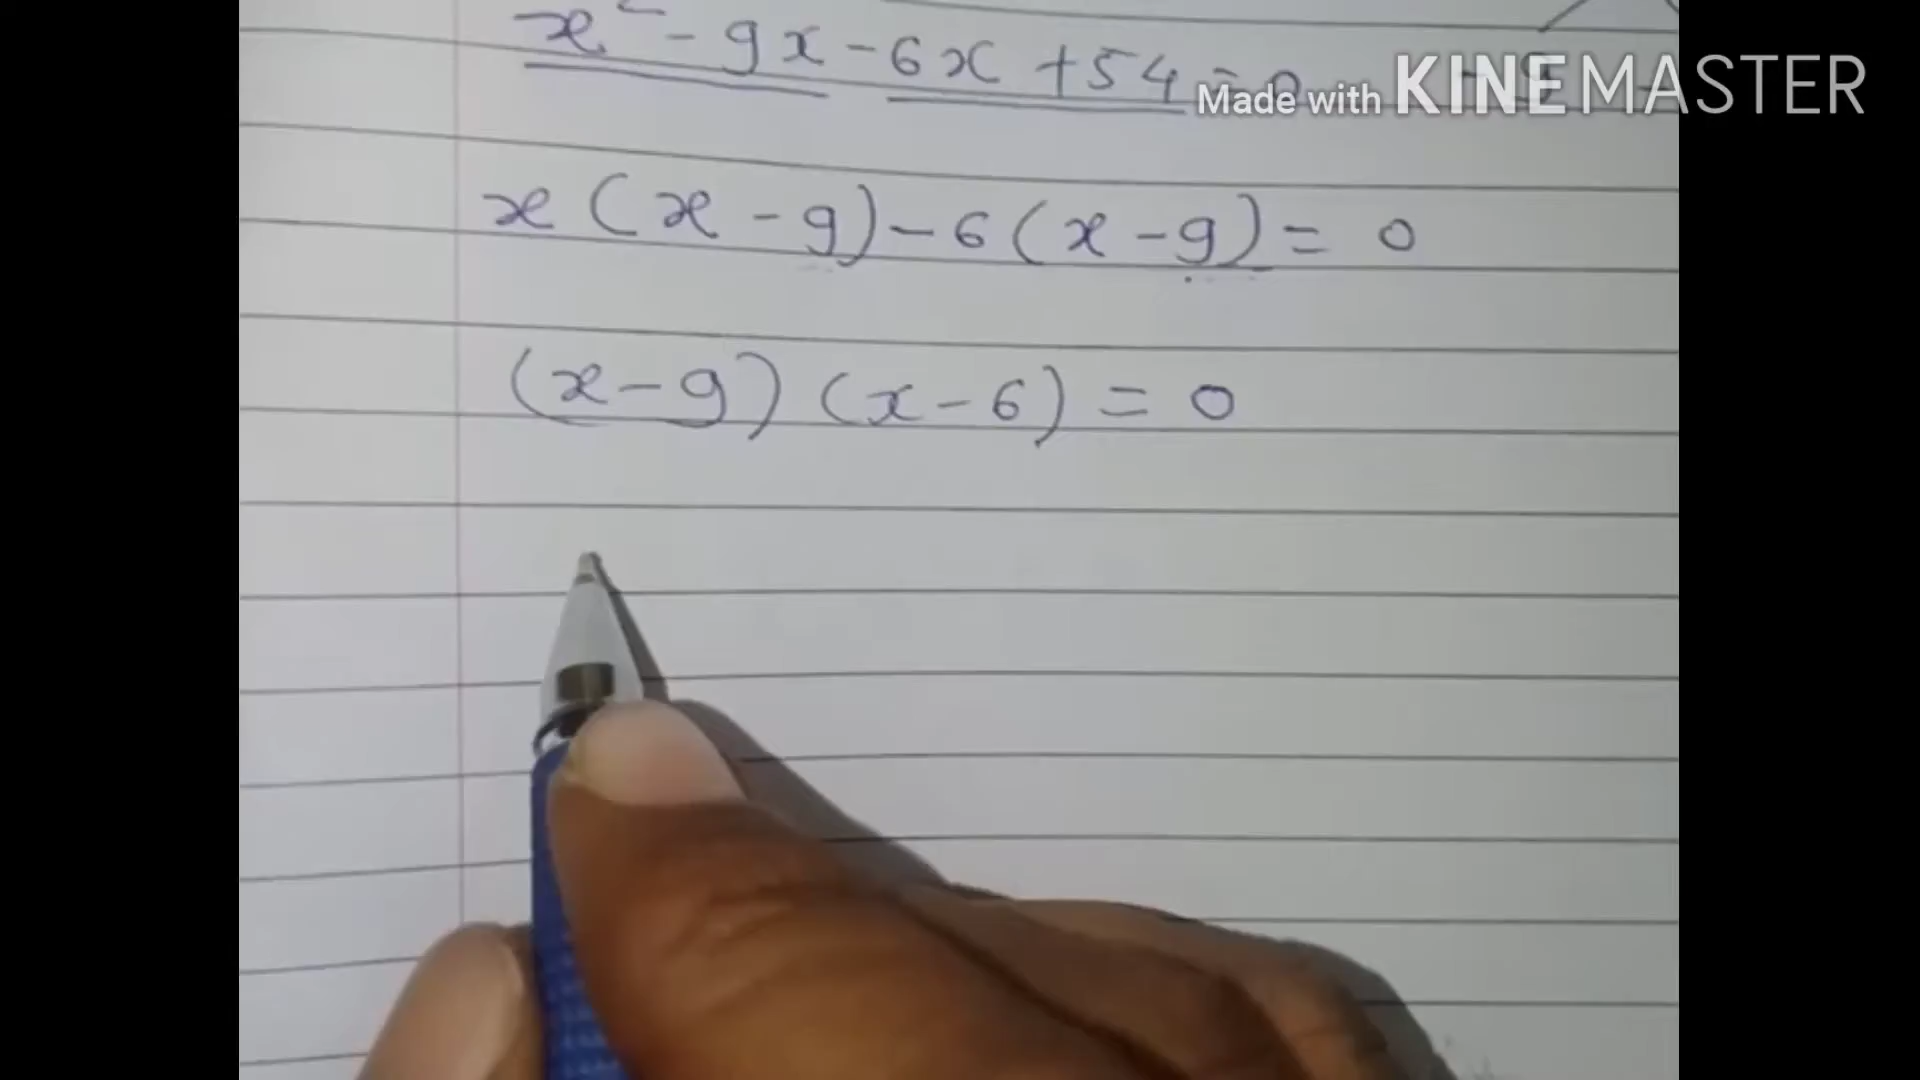 x² - 9x - 6x + 54 = 0
Made with KINEMASTER
x(x - 9) - 6(x - 9) = 0
(x - 9) (x - 6) = 0